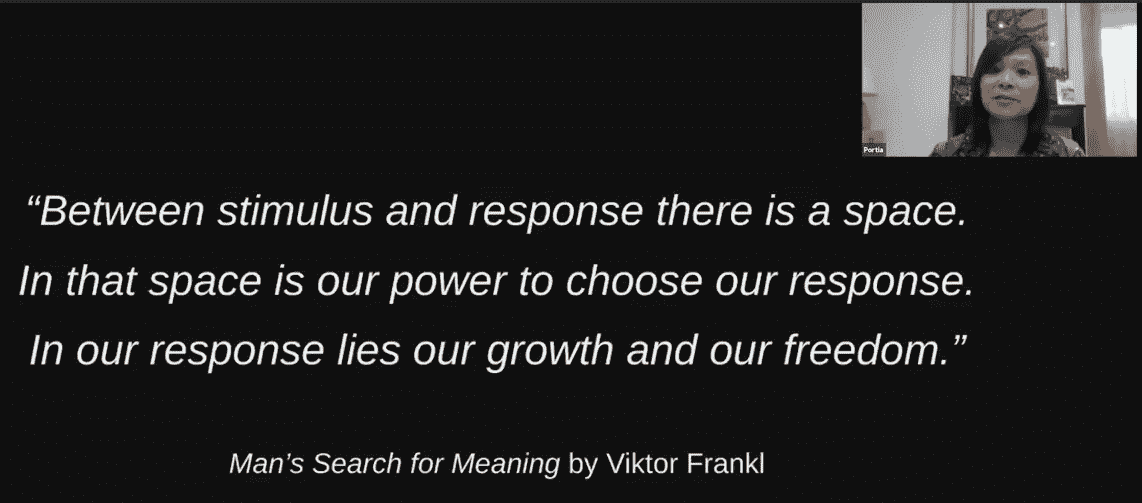 Portia
“Between stimulus and response there is a space.
In that space is our power to choose our response.
In our response lies our growth and our freedom.”
Man’s Search for Meaning by Viktor Frankl